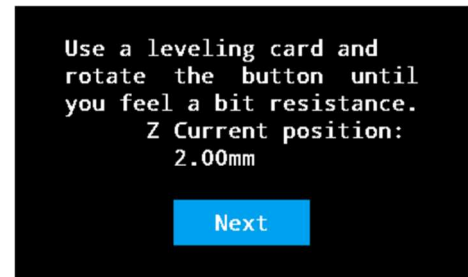 Use a leveling card and
rotate the button until
you feel a bit resistance.
Z Current position:
2.00mm
Next